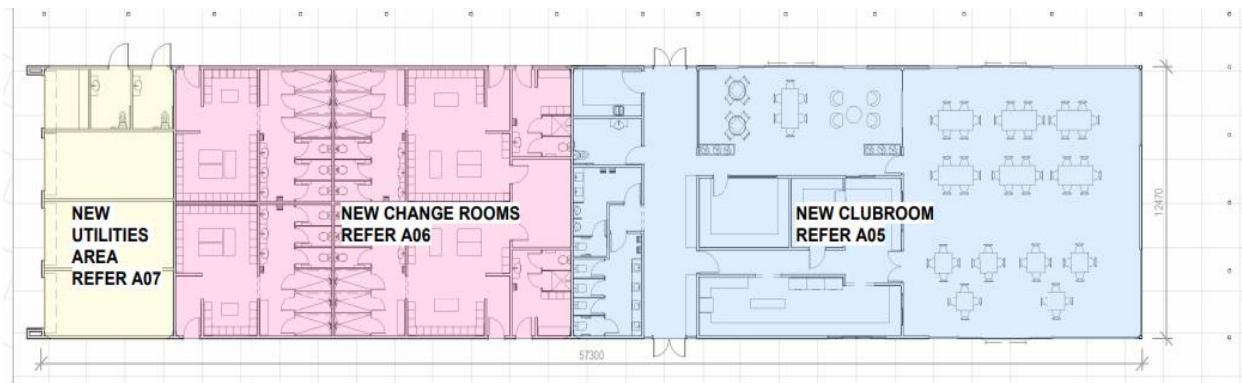 NEW
UTILITIES
AREA
REFER A07
NEW CHANGE ROOMS
REFER A06
NEW CLUBROOM
REFER A05
12470
57300